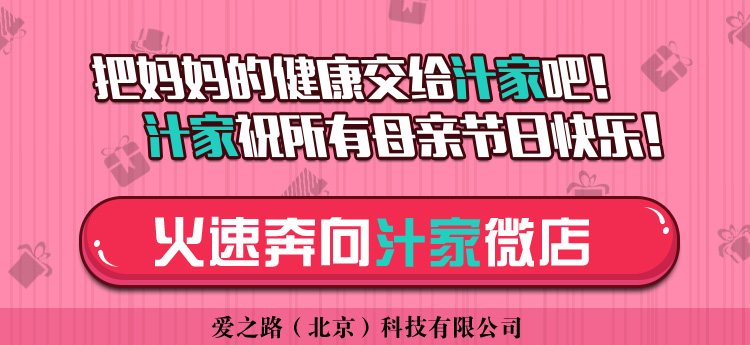 把妈妈的健康交给汁家吧！
汁家祝所有母亲节日快乐！
火速奔向汁家微店
爱之路（北京）科技有限公司